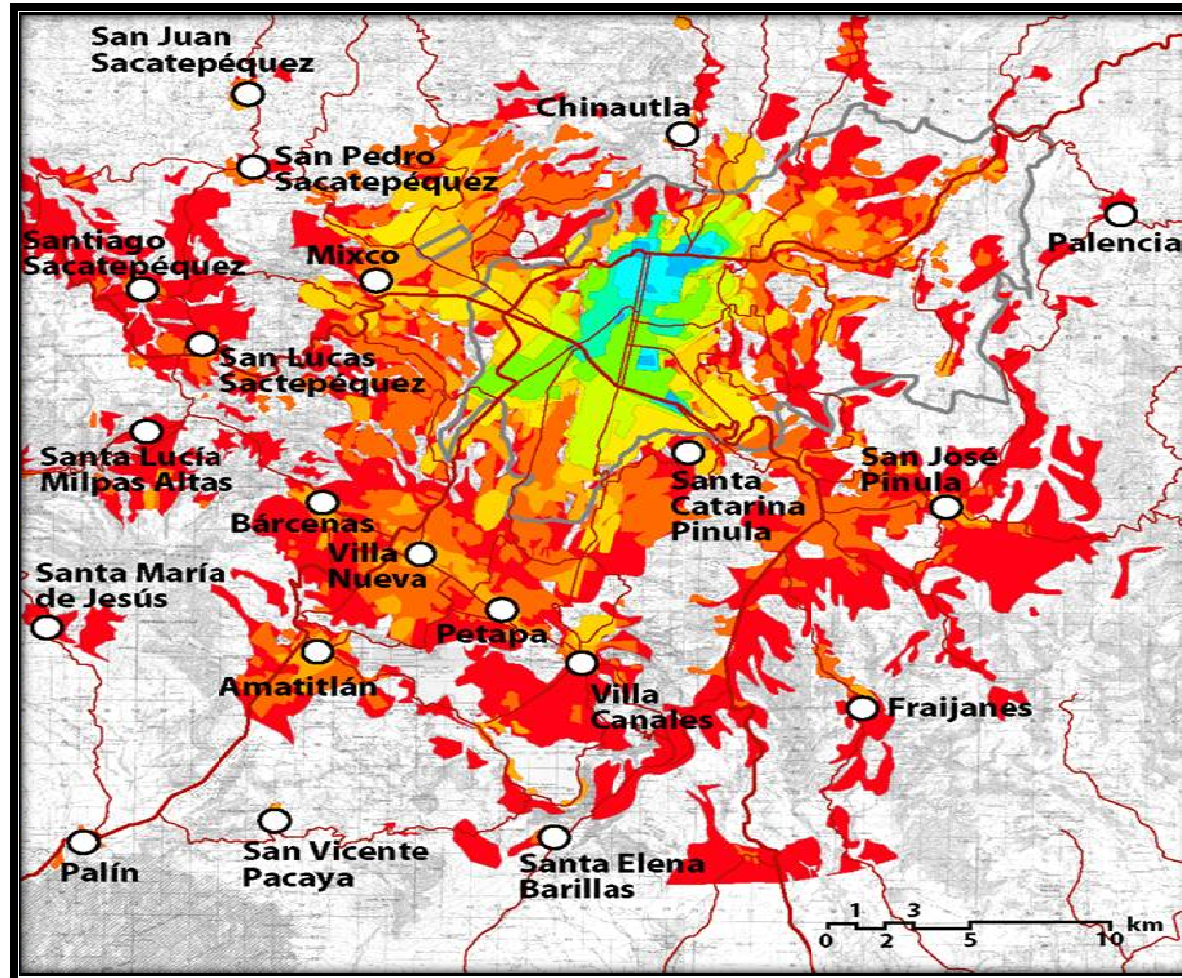 San Juan
Sacatepéquez
Chinautla
San Pedro
Sacatepéquez
Palencia
Santiago
Sacatepéquez
Mixco
San Lucas
Sactepéquez
Santa Lucía
Milpas Altas
San José
Pinula
Santa
Catarina
Pinula
Bárcenas
Villa
Nueva
Santa María
de Jesús
Petapa
Amatitlán
Villa
Canales
Fraijanes
San Vicente
Pacaya
Santa Elena
Barillas
Palín
1 3
km
0 2 5 10